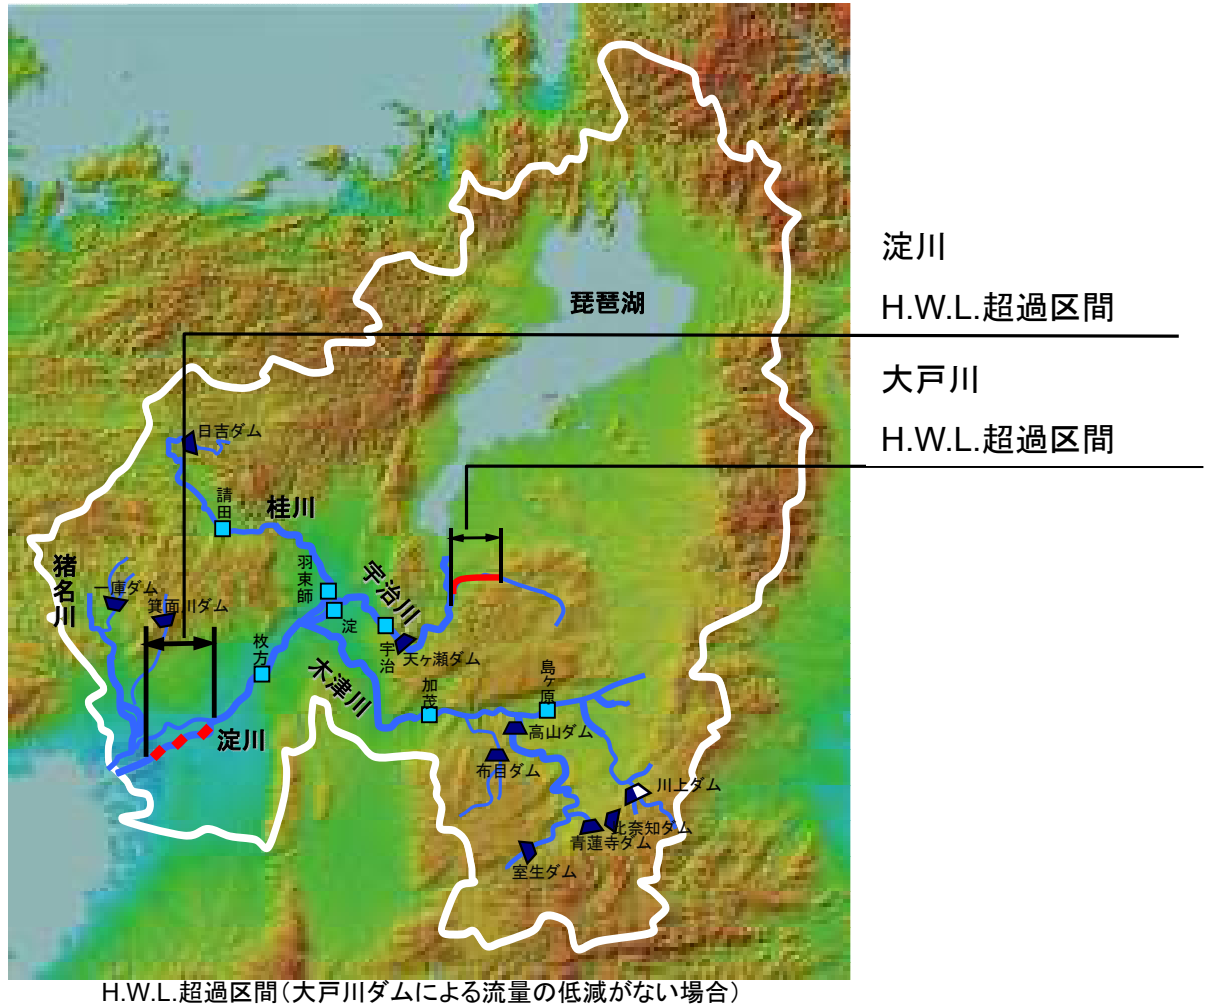 淀川
H.W.L.超過区間
琵琶湖
大戸川
H.W.L.超過区間
日吉ダム
請田
桂川
猪名川
一庫ダム
箕面川ダム
羽束師
宇治川
淀
宇治
天ヶ瀬ダム
枚方
木津川
加茂
島ヶ原
淀川
高山ダム
布目ダム
川上ダム
比奈知ダム
青蓮寺ダム
室生ダム
H.W.L.超過区間(大戸川ダムによる流量の低減がない場合)